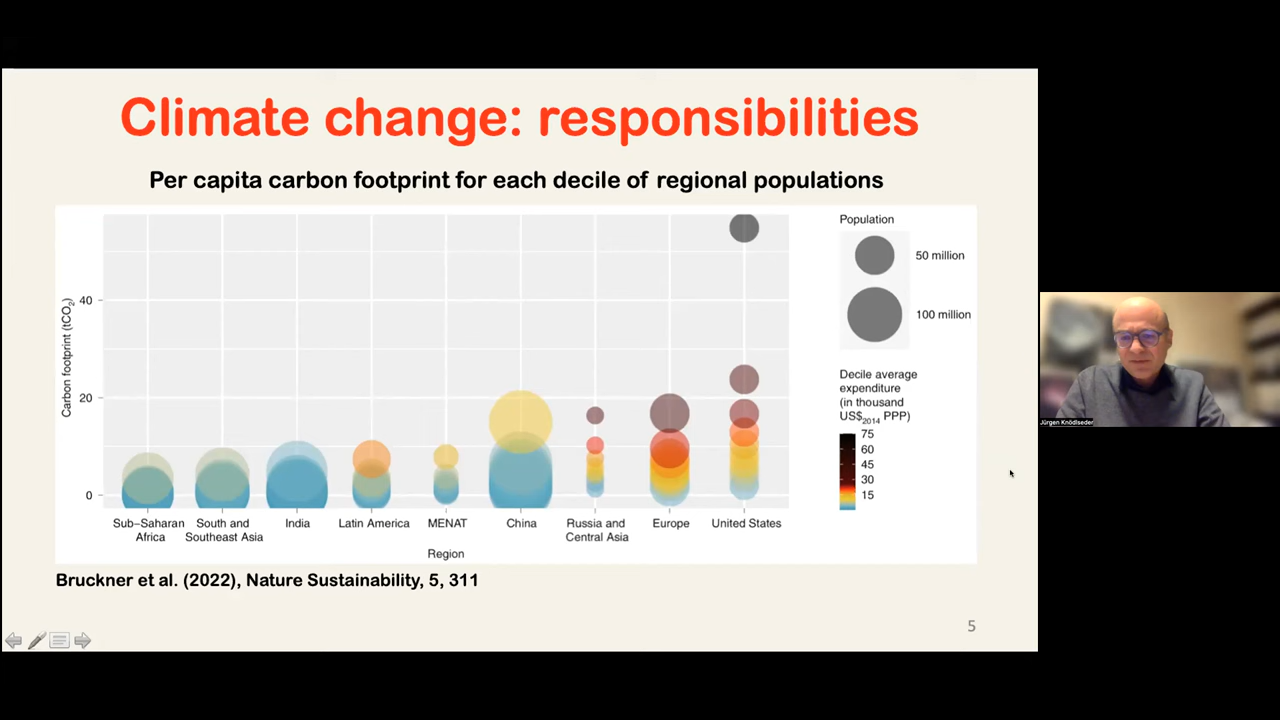 Climate change: responsibilities
Per capita carbon footprint for each decile of regional populations
Carbon footprint (tCO₂)
40
20
0
Sub–Saharan Africa
South and Southeast Asia
India
Latin America
MENAT
China
Russia and Central Asia
Europe
United States
Region
Population
50 million
100 million
Decile average
expenditure
(in thousand
US$₂₀₁₄ PPP)
75
60
45
30
15
Bruckner et al. (2022), Nature Sustainability, 5, 311
5
Jürgen Knödlseder